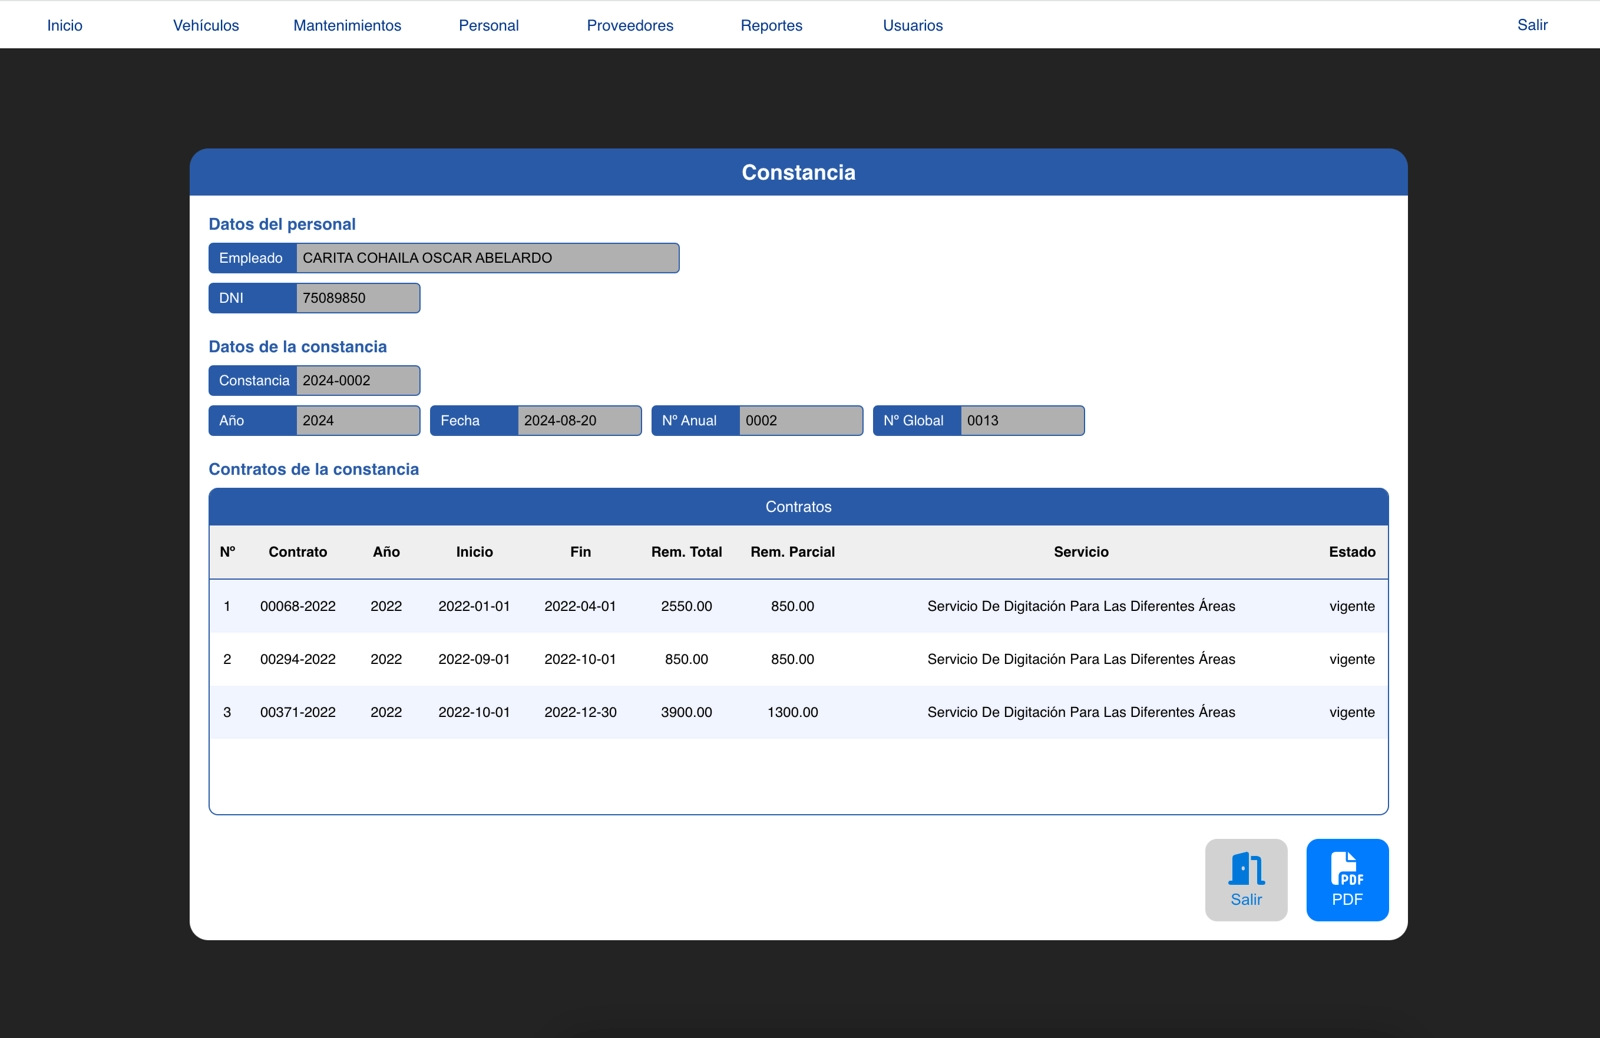 Inicio Vehículos Mantenimientos Personal Proveedores Reportes Usuarios Salir
Constancia
Datos del personal
Empleado CARITA COHAILA OSCAR ABELARDO
DNI 75089850
Datos de la constancia
Constancia 2024-0002
Año 2024 Fecha 2024-08-20 Nº Anual 0002 Nº Global 0013
Contratos de la constancia
Contratos
Nº Contrato Año Inicio Fin Rem. Total Rem. Parcial Servicio Estado
1 00068-2022 2022 2022-01-01 2022-04-01 2550.00 850.00 Servicio De Digitación Para Las Diferentes Áreas vigente
2 00294-2022 2022 2022-09-01 2022-10-01 850.00 850.00 Servicio De Digitación Para Las Diferentes Áreas vigente
3 00371-2022 2022 2022-10-01 2022-12-30 3900.00 1300.00 Servicio De Digitación Para Las Diferentes Áreas vigente
PDF
Salir PDF